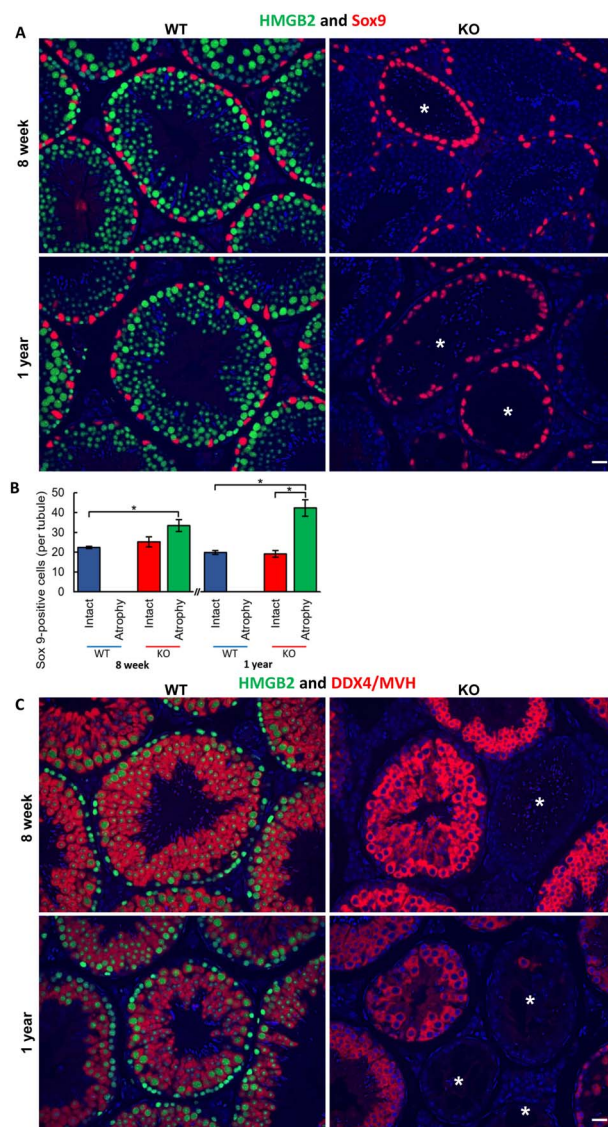 HMGB2 and Sox9
A
WT
KO
8 week
*
1 year
*
*
B
Sox 9-positive cells (per tubule)
50
40
30
20
10
0
*
*
*
//
Intact
Atrophy
Intact
Atrophy
Intact
Atrophy
Intact
Atrophy
WT
KO
WT
KO
8 week
1 year
HMGB2 and DDX4/MVH
C
WT
KO
8 week
*
1 year
*
*
*